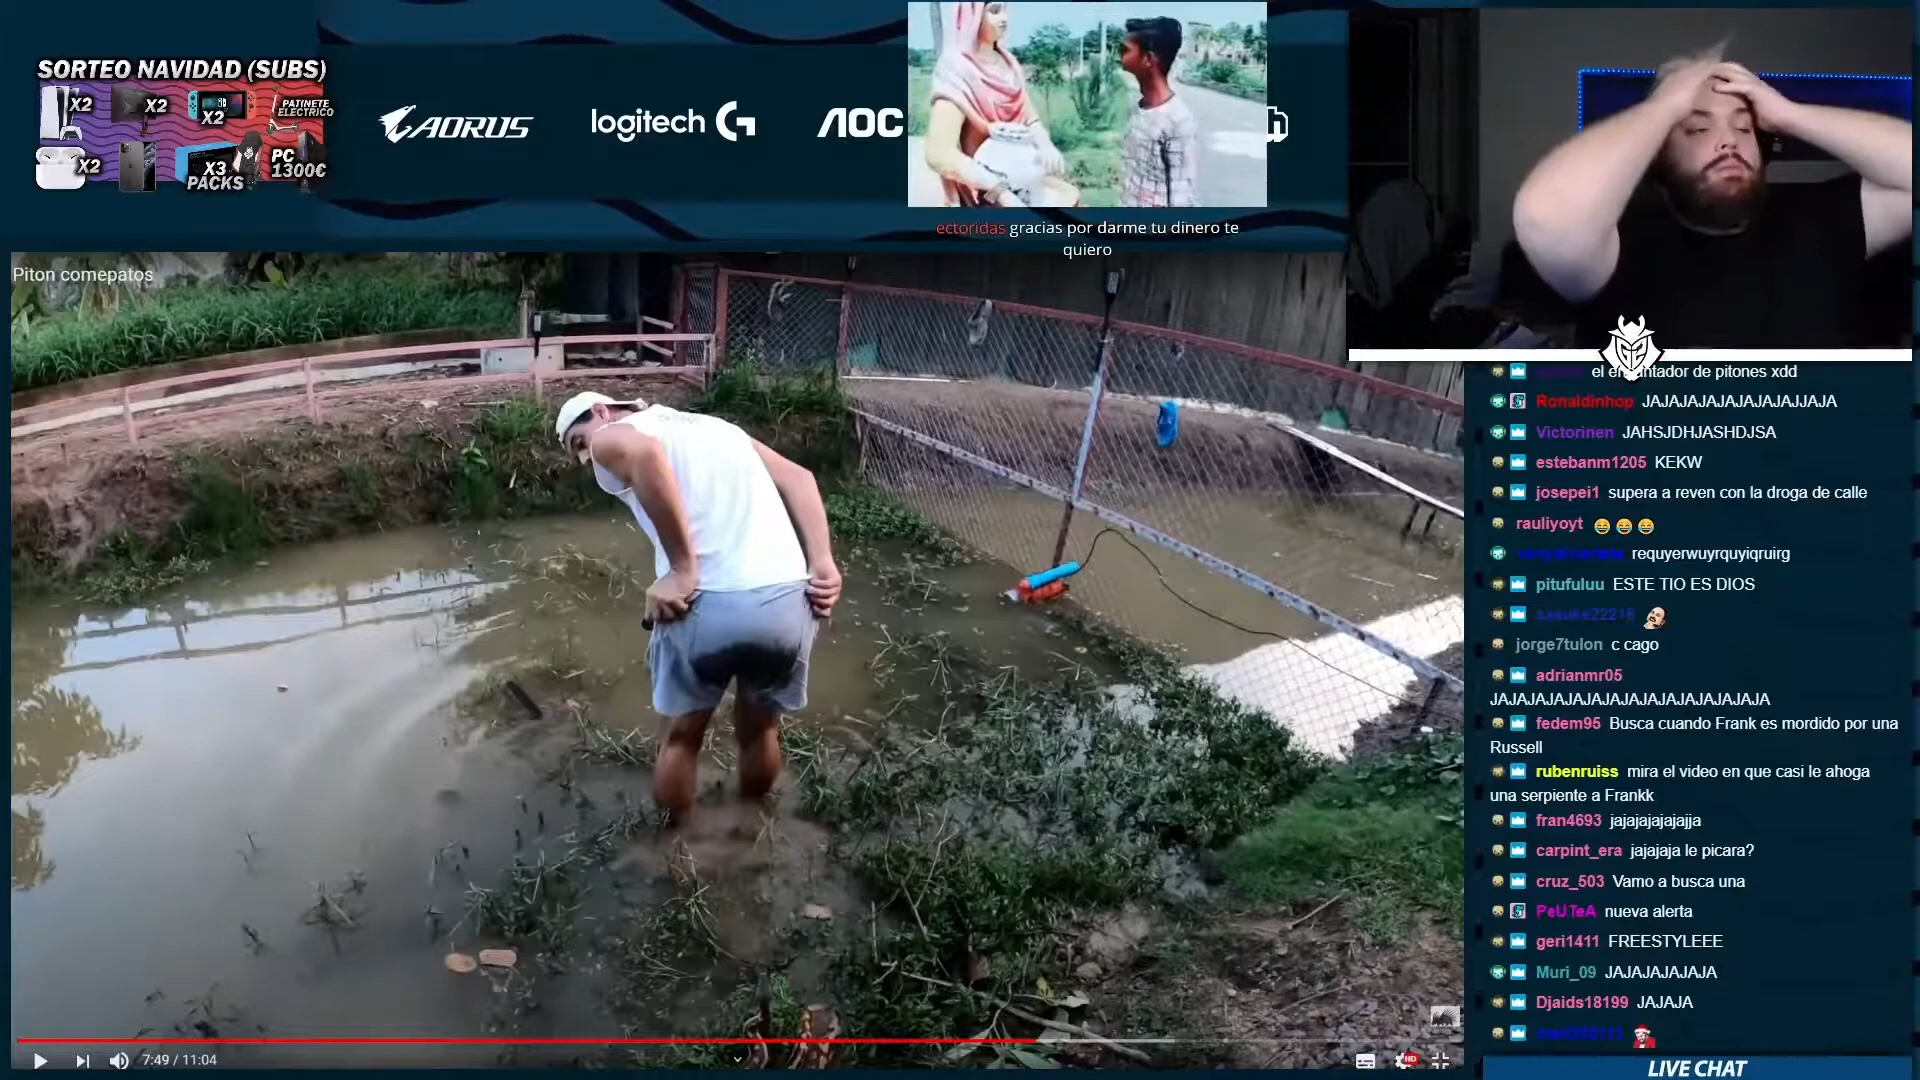 SORTEO NAVIDAD (SUBS)
X2
X2
X2
PATINETE
ELECTRICO
X2
X3
PACKS
PC
1300€
AORUS
logitech G
AOC
ectoridas gracias por darme tu dinero te
quiero
Piton comepatos
7:49 / 11:04
HD
pitones xdd
Ronaldinhop JAJAJAJAJAJAJAJAJJAJA
Victorinen JAHSJDHJASHDJSA
estebanm1205 KEKW
josepei1 supera a reven con la droga de calle
rauliyoyt 😂 😂 😂
requyerwuyrquyiqruirg
pitufuluu ESTE TIO ES DIOS
sasuke22216
jorge7tulon c cago
adrianmr05
JAJAJAJAJAJAJAJAJAJAJAJAJAJAJA
fedem95 Busca cuando Frank es mordido por una
Russell
rubenruiss mira el video en que casi le ahoga
una serpiente a Frankk
fran4693 jajajajajajajja
carpint_era jajajaja le picara?
cruz_503 Vamo a busca una
PeUTeA nueva alerta
geri1411 FREESTYLEEE
Muri_09 JAJAJAJAJAJA
Djaids18199 JAJAJA
LIVE CHAT